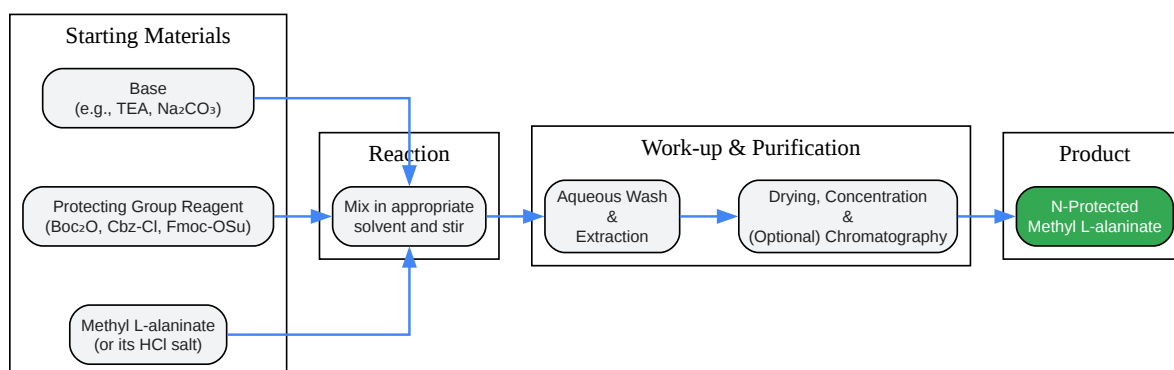 Starting Materials
Base
(e.g., TEA, Na₂CO₃)
Protecting Group Reagent
(Boc₂O, Cbz-Cl, Fmoc-OSu)
Methyl L-alaninate
(or its HCl salt)
Reaction
Mix in appropriate
solvent and stir
Work-up & Purification
Aqueous Wash
&
Extraction
Drying, Concentration
&
(Optional) Chromatography
Product
N-Protected
Methyl L-alaninate